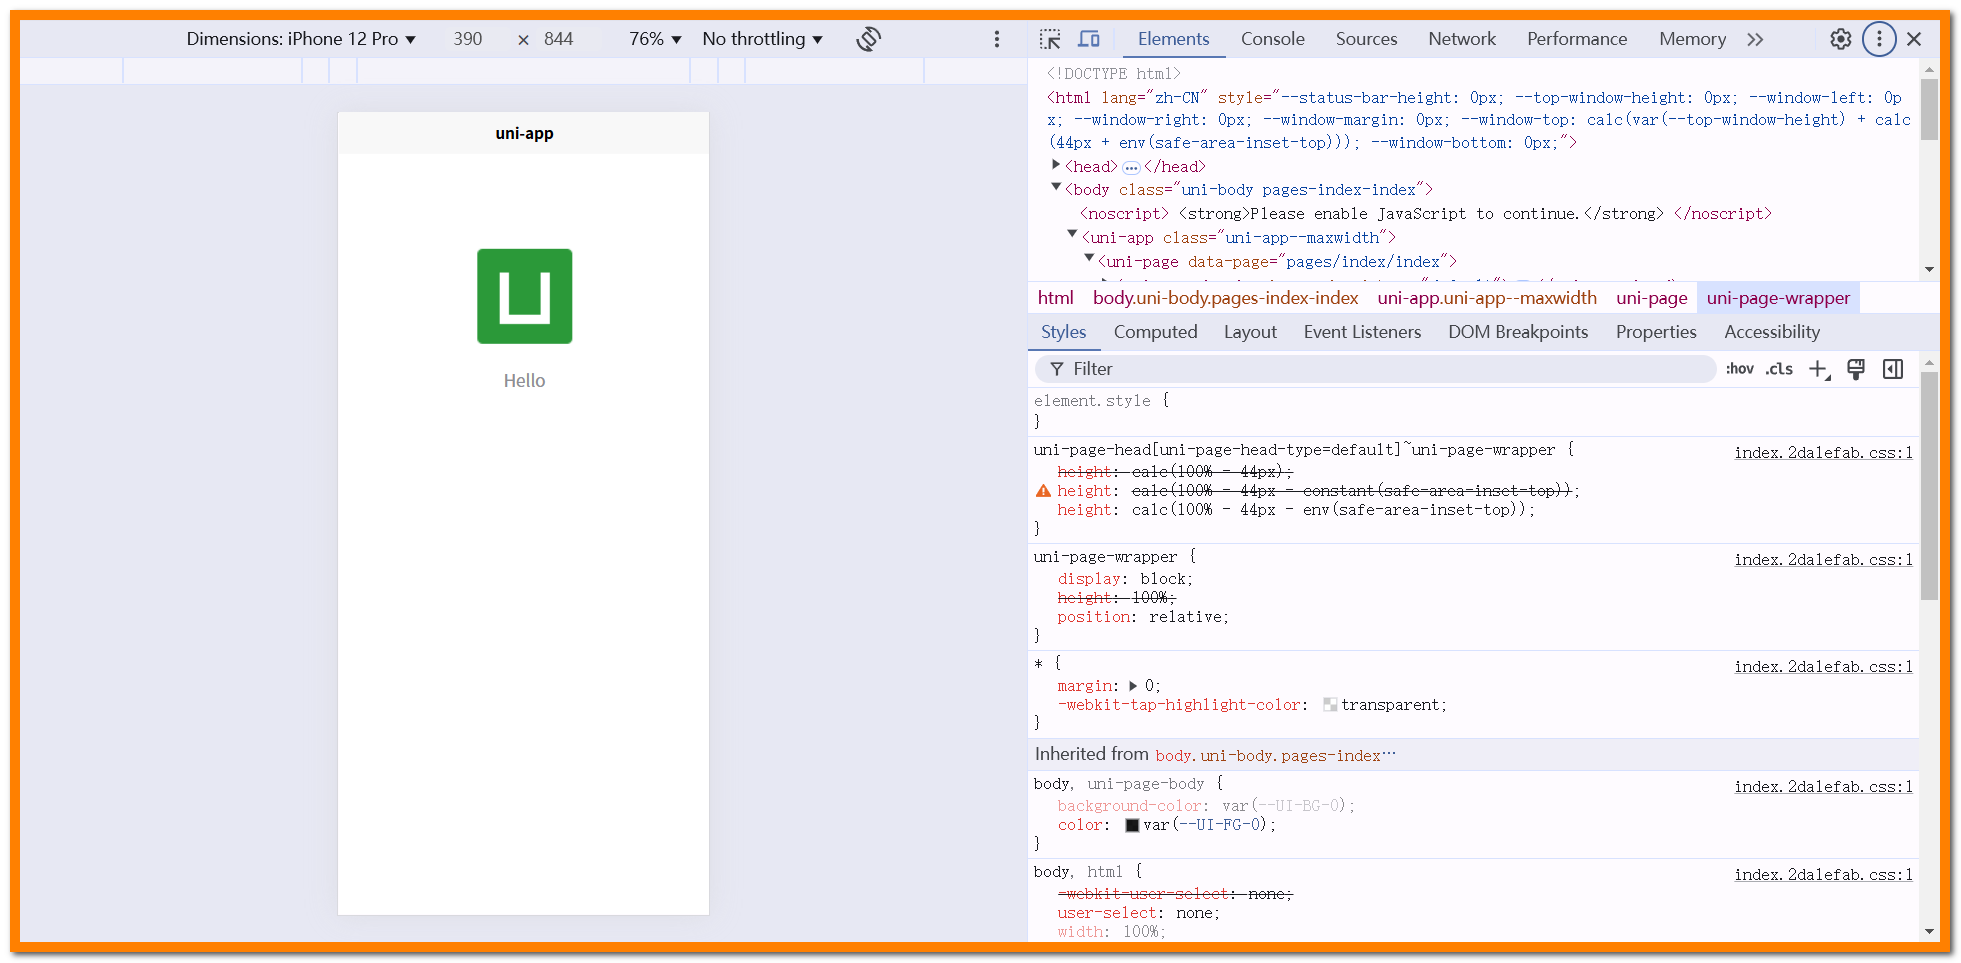 Dimensions: iPhone 12 Pro ▼ 390 × 844 76% ▼ No throttling ▼
uni-app
Hello
Elements Console Sources Network Performance Memory
<!DOCTYPE html>
<html lang="zh-CN" style="--status-bar-height: 0px; --top-window-height: 0px; --window-left: 0p
x; --window-right: 0px; --window-margin: 0px; --window-top: calc(var(--top-window-height) + calc
(44px + env(safe-area-inset-top))); --window-bottom: 0px;">
<head>…</head>
<body class="uni-body pages-index-index">
<noscript> <strong>Please enable JavaScript to continue.</strong> </noscript>
<uni-app class="uni-app--maxwidth">
<uni-page data-page="pages/index/index">
html body.uni-body.pages-index-index uni-app.uni-app--maxwidth uni-page uni-page-wrapper
Styles Computed Layout Event Listeners DOM Breakpoints Properties Accessibility
Filter :hov .cls
element.style {
}
uni-page-head[uni-page-head-type=default]~uni-page-wrapper { index.2da1efab.css:1
height: calc(100% - 44px);
height: calc(100% - 44px - constant(safe-area-inset-top));
height: calc(100% - 44px - env(safe-area-inset-top));
}
uni-page-wrapper { index.2da1efab.css:1
display: block;
height: 100%;
position: relative;
}
* { index.2da1efab.css:1
margin: 0;
-webkit-tap-highlight-color: transparent;
}
Inherited from body.uni-body.pages-index…
body, uni-page-body { index.2da1efab.css:1
background-color: var(--UI-BG-0);
color: var(--UI-FG-0);
}
body, html { index.2da1efab.css:1
-webkit-user-select: none;
user-select: none;
width: 100%;